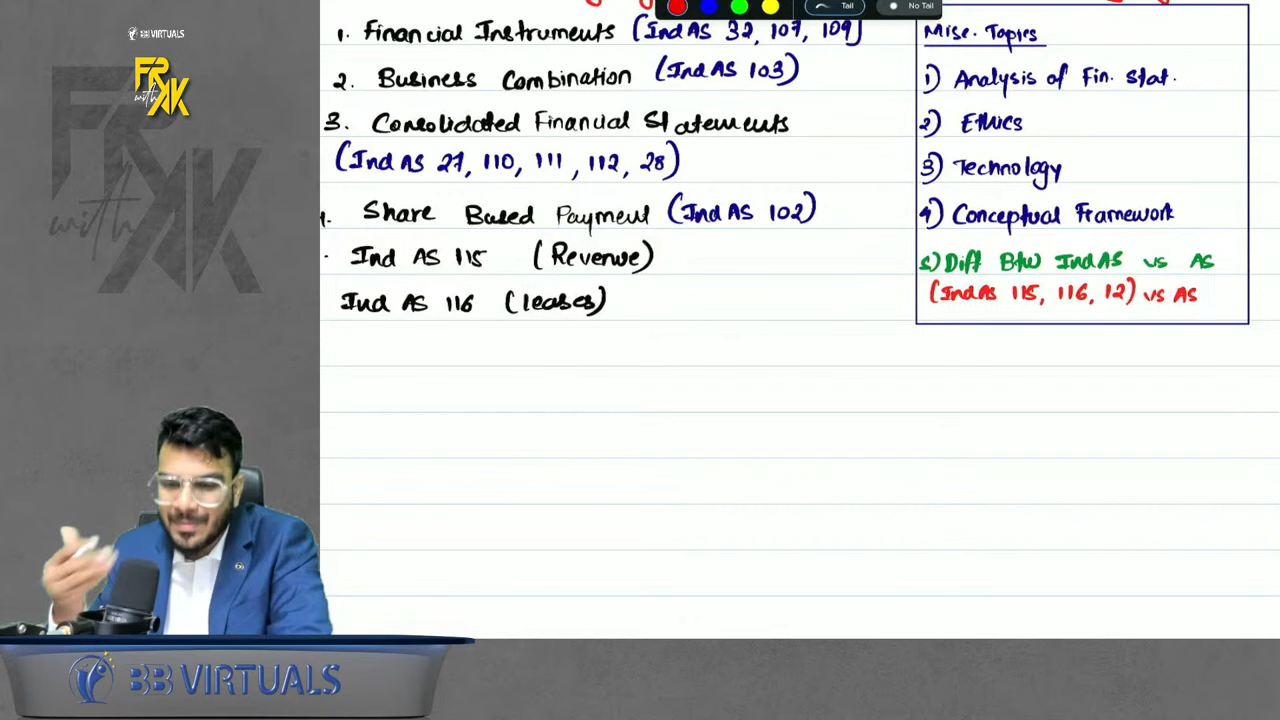 Tail
No Tail
BB VIRTUALS
FR
with
AK
FR
with
AK
1. Financial Instruments (Ind AS 32, 107, 109)
2. Business Combination (Ind AS 103)
3. Consolidated Financial Statements
(Ind AS 27, 110, 111, 112, 28)
Share Based Payment (Ind AS 102)
Ind AS 115 (Revenue)
Ind AS 116 (leases)
Misc. Topics
1) Analysis of Fin. Stat.
2) Ethics
3) Technology
4) Conceptual Framework
5) Diff Btw Ind AS vs AS
(Ind As 115, 116, 12) vs AS
BB VIRTUALS